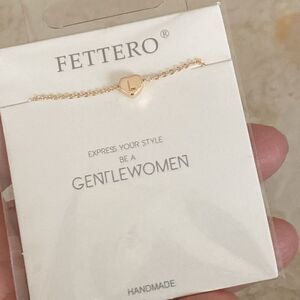 FETTERO®
L
EXPRESS YOUR STYLE
BE A
GENTLEWOMEN
HANDMADE